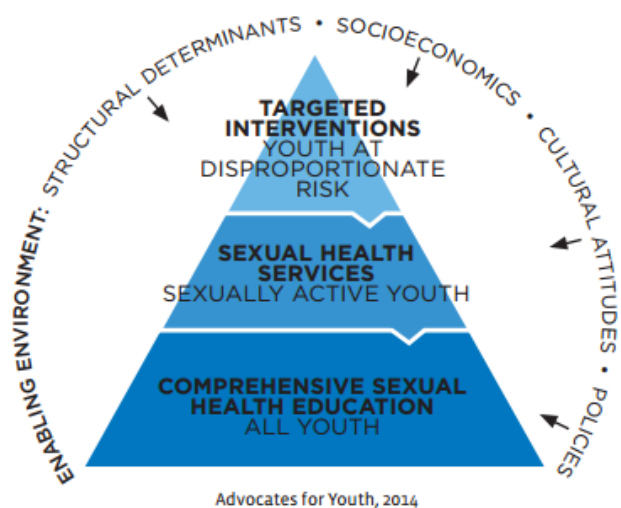 ENABLING ENVIRONMENT: STRUCTURAL DETERMINANTS • SOCIOECONOMICS • CULTURAL ATTITUDES • POLICIES
TARGETED
INTERVENTIONS
YOUTH AT
DISPROPORTIONATE
RISK
SEXUAL HEALTH
SERVICES
SEXUALLY ACTIVE YOUTH
COMPREHENSIVE SEXUAL
HEALTH EDUCATION
ALL YOUTH
Advocates for Youth, 2014